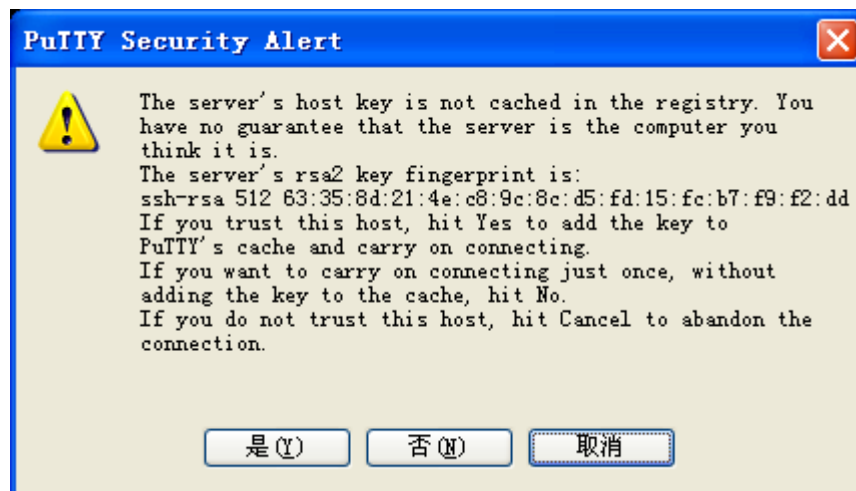 PuTTY Security Alert
The server's host key is not cached in the registry. You
have no guarantee that the server is the computer you
think it is.
The server's rsa2 key fingerprint is:
ssh-rsa 512 63:35:8d:21:4e:c8:9c:8c:d5:fd:15:fc:b7:f9:f2:dd
If you trust this host, hit Yes to add the key to
PuTTY's cache and carry on connecting.
If you want to carry on connecting just once, without
adding the key to the cache, hit No.
If you do not trust this host, hit Cancel to abandon the
connection.
是(Y) 否(N) 取消